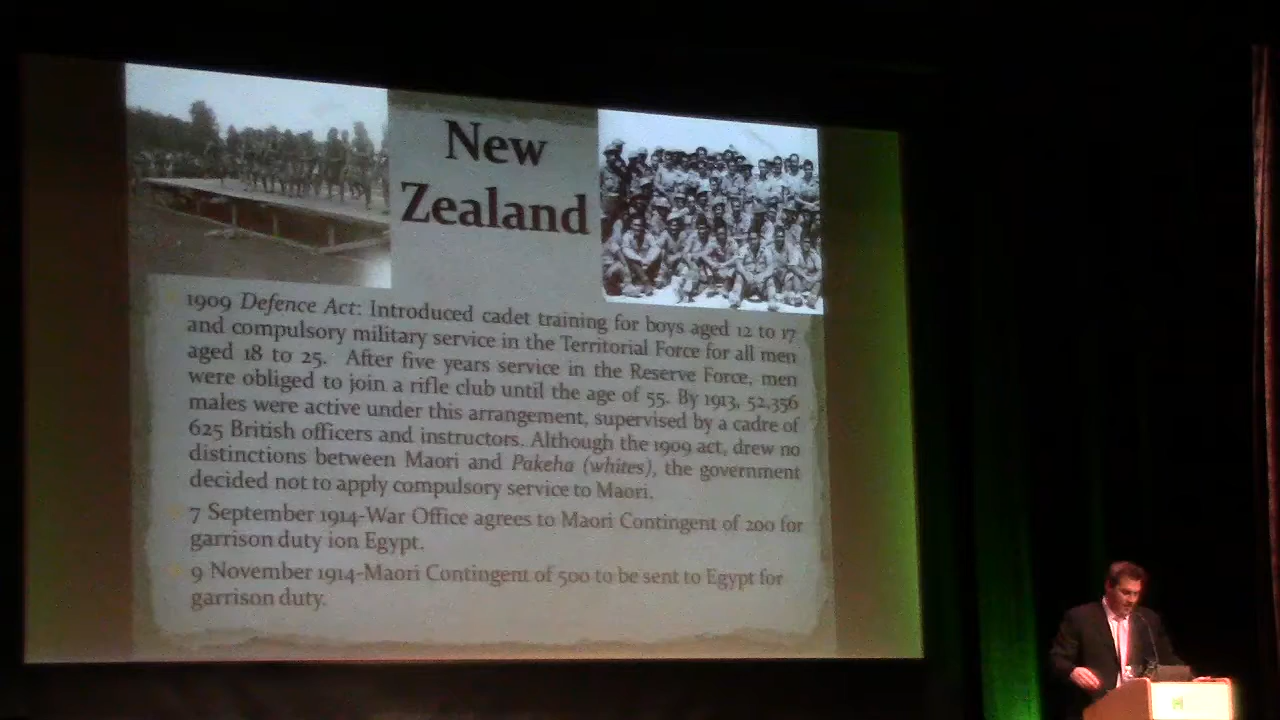 New
Zealand
1909 Defence Act: Introduced cadet training for boys aged 12 to 17
and compulsory military service in the Territorial Force for all men
aged 18 to 25. After five years service in the Reserve Force, men
were obliged to join a rifle club until the age of 55. By 1913, 52,356
males were active under this arrangement, supervised by a cadre of
625 British officers and instructors. Although the 1909 act, drew no
distinctions between Maori and Pakeha (whites), the government
decided not to apply compulsory service to Maori.
7 September 1914-War Office agrees to Maori Contingent of 200 for
garrison duty ion Egypt.
9 November 1914-Maori Contingent of 500 to be sent to Egypt for
garrison duty.